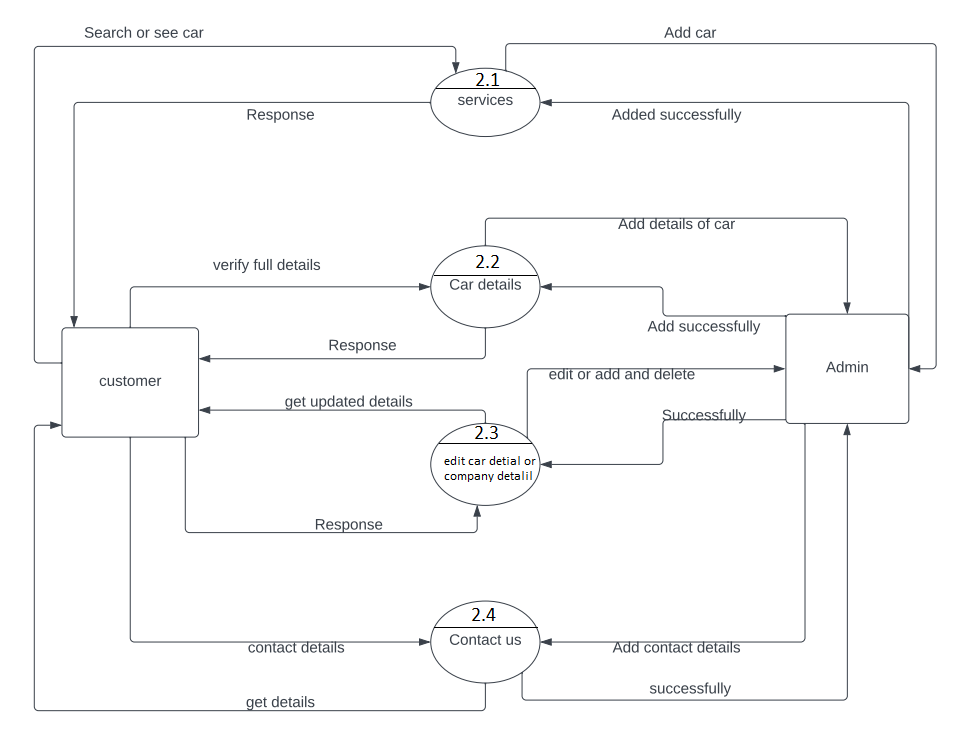 Search or see car
Add car
2.1
services
Response
Added successfully
Add details of car
2.2
verify full details
Car details
Add successfully
Response
Admin
edit or add and delete
customer
get updated details
Successfully
2.3
edit car detial or
company detalil
Response
2.4
Contact us
contact details
Add contact details
successfully
get details